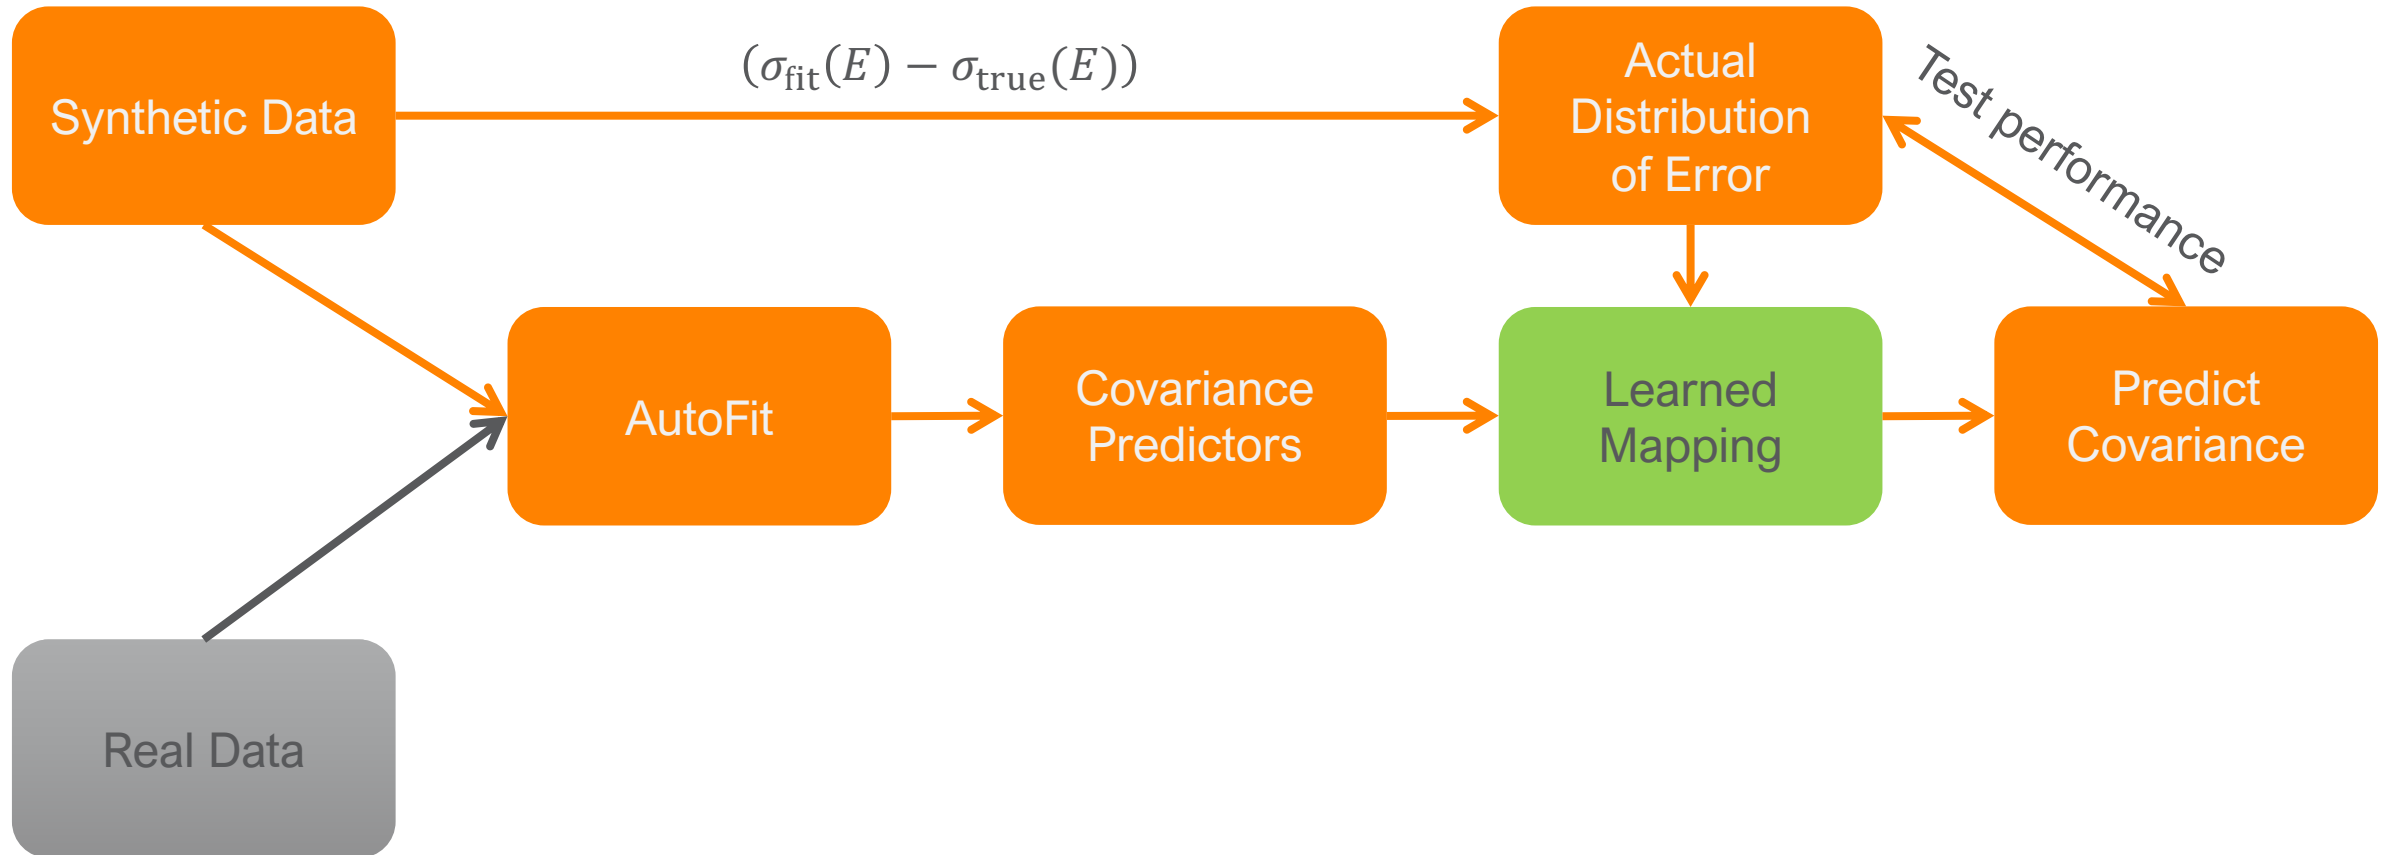 Synthetic Data
(σfit(E) − σtrue(E))
Actual
Distribution
of Error
Test performance
AutoFit
Covariance
Predictors
Learned
Mapping
Predict
Covariance
Real Data